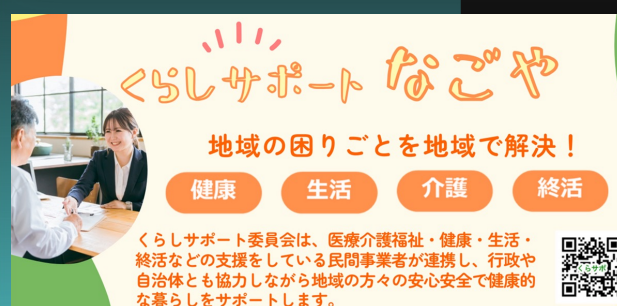 くらしサポート なごや
地域の困りごとを地域で解決！
健康 生活 介護 終活
くらしサポート委員会は、医療介護福祉・健康・生活・
終活などの支援をしている民間事業者が連携し、行政や
自治体とも協力しながら地域の方々の安心安全で健康的
な暮らしをサポートします。
くらサポ